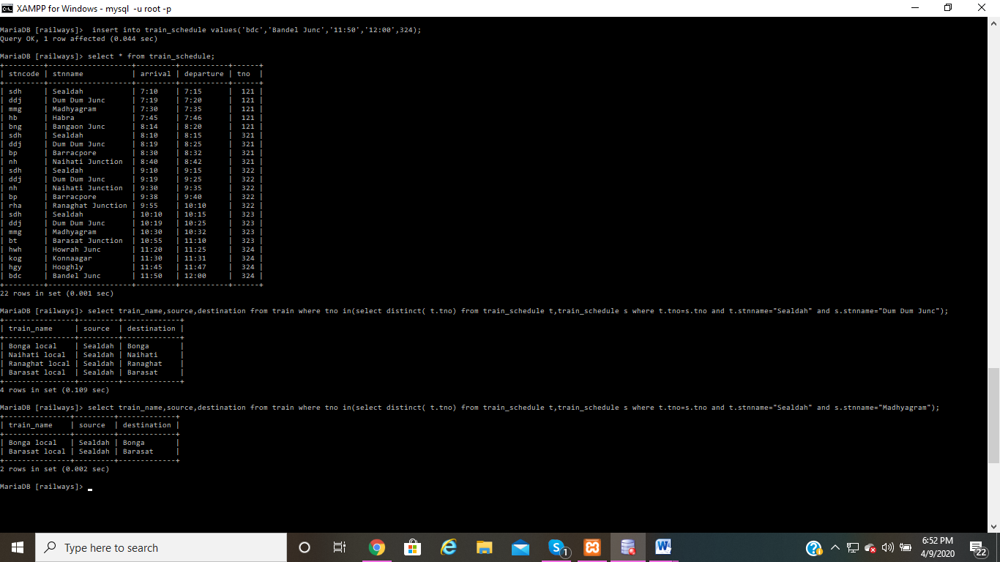 XAMPP for Windows - mysql  -u root -p
MariaDB [railways]>  insert into train_schedule values('bdc','Bandel Junc','11:50','12:00',324);
Query OK, 1 row affected (0.044 sec)
MariaDB [railways]> select * from train_schedule;
+---------+-------------------+---------+-----------+------+
| stncode | stnname           | arrival | departure | tno  |
+---------+-------------------+---------+-----------+------+
| sdh     | Sealdah           | 7:10    | 7:15      |  121 |
| ddj     | Dum Dum Junc      | 7:19    | 7:20      |  121 |
| mmg     | Madhyagram        | 7:30    | 7:35      |  121 |
| hb      | Habra             | 7:45    | 7:46      |  121 |
| bng     | Bangaon Junc      | 8:14    | 8:20      |  121 |
| sdh     | Sealdah           | 8:10    | 8:15      |  321 |
| ddj     | Dum Dum Junc      | 8:19    | 8:25      |  321 |
| bp      | Barracpore        | 8:30    | 8:32      |  321 |
| nh      | Naihati Junction  | 8:40    | 8:42      |  321 |
| sdh     | Sealdah           | 9:10    | 9:15      |  322 |
| ddj     | Dum Dum Junc      | 9:19    | 9:25      |  322 |
| nh      | Naihati Junction  | 9:30    | 9:35      |  322 |
| bp      | Barracpore        | 9:38    | 9:40      |  322 |
| rha     | Ranaghat Junction | 9:55    | 10:10     |  322 |
| sdh     | Sealdah           | 10:10   | 10:15     |  323 |
| ddj     | Dum Dum Junc      | 10:19   | 10:25     |  323 |
| mmg     | Madhyagram        | 10:30   | 10:32     |  323 |
| bt      | Barasat Junction  | 10:55   | 11:10     |  323 |
| hwh     | Howrah Junc       | 11:20   | 11:25     |  324 |
| kog     | Konnaagar         | 11:30   | 11:31     |  324 |
| hgy     | Hooghly           | 11:45   | 11:47     |  324 |
| bdc     | Bandel Junc       | 11:50   | 12:00     |  324 |
+---------+-------------------+---------+-----------+------+
22 rows in set (0.001 sec)
MariaDB [railways]> select train_name,source,destination from train where tno in(select distinct( t.tno) from train_schedule t,train_schedule s where t.tno=s.tno and t.stnname="Sealdah" and s.stnname="Dum Dum Junc");
+----------------+---------+-------------+
| train_name     | source  | destination |
+----------------+---------+-------------+
| Bonga local    | Sealdah | Bonga       |
| Naihati local  | Sealdah | Naihati     |
| Ranaghat local | Sealdah | Ranaghat    |
| Barasat local  | Sealdah | Barasat     |
+----------------+---------+-------------+
4 rows in set (0.109 sec)
MariaDB [railways]> select train_name,source,destination from train where tno in(select distinct( t.tno) from train_schedule t,train_schedule s where t.tno=s.tno and t.stnname="Sealdah" and s.stnname="Madhyagram");
+---------------+---------+-------------+
| train_name    | source  | destination |
+---------------+---------+-------------+
| Bonga local   | Sealdah | Bonga       |
| Barasat local | Sealdah | Barasat     |
+---------------+---------+-------------+
2 rows in set (0.002 sec)
MariaDB [railways]> _
Type here to search
1
6:52 PM
4/9/2020
22